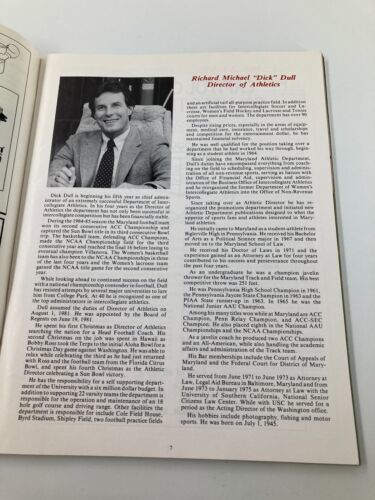 Richard Michael "Dick" Dull
Director of Athletics
Dick Dull is beginning his fifth year as chief admin-
istrator of an extremely successful Department of Inter-
collegiate Athletics. In his four years as the Director of
Athletics the department has not only been successful in
intercollegiate competition but has been financially stable.
During the 1984-85 season the Maryland football team
won its second consecutive ACC Championship and
captured the Sun Bowl title in its third consecutive Bowl
trip. The basketball team, defending ACC Champions,
made the NCAA Championship field for the third
consecutive year and reached the final 16 before losing to
eventual champion Villanova. The Women's basketball
team has also been to the NCAA Championships in three
of the last four years and the Women's lacrosse team
gained the NCAA title game for the second consecutive
year.
While looking ahead to continued success on the field
with a national championship contender in football, Dull
has resisted attempts by several major universities to lure
him from College Park. At 40 he is recognized as one of
the top administrators in intercollegiate athletics.
Dull assumed the duties of Director of Athletics on
August 1, 1981. He was appointed by the Board of
Regents on June 19, 1981.
He spent his first Christmas as Director of Athletics
searching the nation for a Head Football Coach. His
second Christmas on the job was spent in Hawaii as
Bobby Ross took the Terps to the initial Aloha Bowl for a
Christmas Day game against Washington. He was able to
relax while celebrating the third as he had just returned
with Ross and the football team from the Florida Citrus
Bowl, and spent his fourth Christmas as the Athletic
Director celebrating a Sun Bowl victory.
He has the responsibility for a self supporting depart-
ment of the University with a six million dollar budget. In
addition to supporting 22 varsity teams the department is
responsible for the operation and maintenance of an 18
hole golf course and driving range. Other facilities the
department is responsible for include Cole Field House,
Byrd Stadium, Shipley Field, two football practice fields
and an artificial turf all-purpose practice field. In addition
there are facilities for Intercollegiate Soccer and La-
crosse, Women's Field Hockey and Lacrosse and Tennis
courts for men and women. The department has over 90
employees.
Despite rising prices, especially in the areas of equip-
ment, medical care, insurance, travel and scholarships
and competition for the entertainment dollar, he has
maintained financial solvency.
He was well qualified for the position taking over a
department that he had worked his way through, begin-
ning as a student athlete in 1964.
Since joining the Maryland Athletic Department,
Dull's duties have encompassed everything from coach-
ing on the field to scheduling, supervision and adminis-
tration of all non-revenue sports, serving as liaison with
the Office of Financial Aid, supervision and admin-
istration of the Business Office of Intercollegiate Athletics
and he reorganized the former Department of Women's
Intercollegiate Athletics into the Office of Non-Revenue
Sports.
Since taking over as Athletic Director he has re-
organized the promotions department and initiated new
Athletic Department publications designed to what the
appetite of sports fans and athletes interested in Mary-
land athletics.
He initially came to Maryland as a student athlete from
Biglerville High in Pennsylvania. He received his Bachelor
of Arts as a Political Science major in 1967 and then
moved on to the Maryland School of Law.
He received his Doctor of Laws in 1971 and the
experience gained as an Attorney at Law for four years
contributed to his success and perseverance throughout
the past four years.
As an undergraduate he was a champion javelin
thrower for the Maryland Track and Field team. His best
competitive throw was 251 feet.
He was Pennsylvania High School Champion in 1961,
the Pennsylvania Jaycee State Champion in 1963 and the
PIAA State runner-up in 1963. In 1965 he was the
National Junior AAU Champion.
Among his many titles while at Maryland are ACC
Champion, Penn Relay Champion, and ACC-SEC
Champion. He also placed eighth in the National AAU
Championships and the NCAA Championships.
As a javelin coach he produced two ACC Champions
and an All-American, while also handling the academic
affairs and administration of the Track team.
His Bar memberships include the Court of Appeals of
Maryland and the Federal Court for District of Mary-
land.
He served from June 1971 to June 1973 as Attorney at
Law, Legal Aid Bureau in Baltimore, Maryland and from
June 1973 to January 1975 as Attorney at Law with the
University of Southern California, National Senior
Citizens Law Center. While with USC he served for a
period as the Acting Director of the Washington office.
His hobbies include photography, fishing and motor
sports. He was born on July 1, 1945.
7